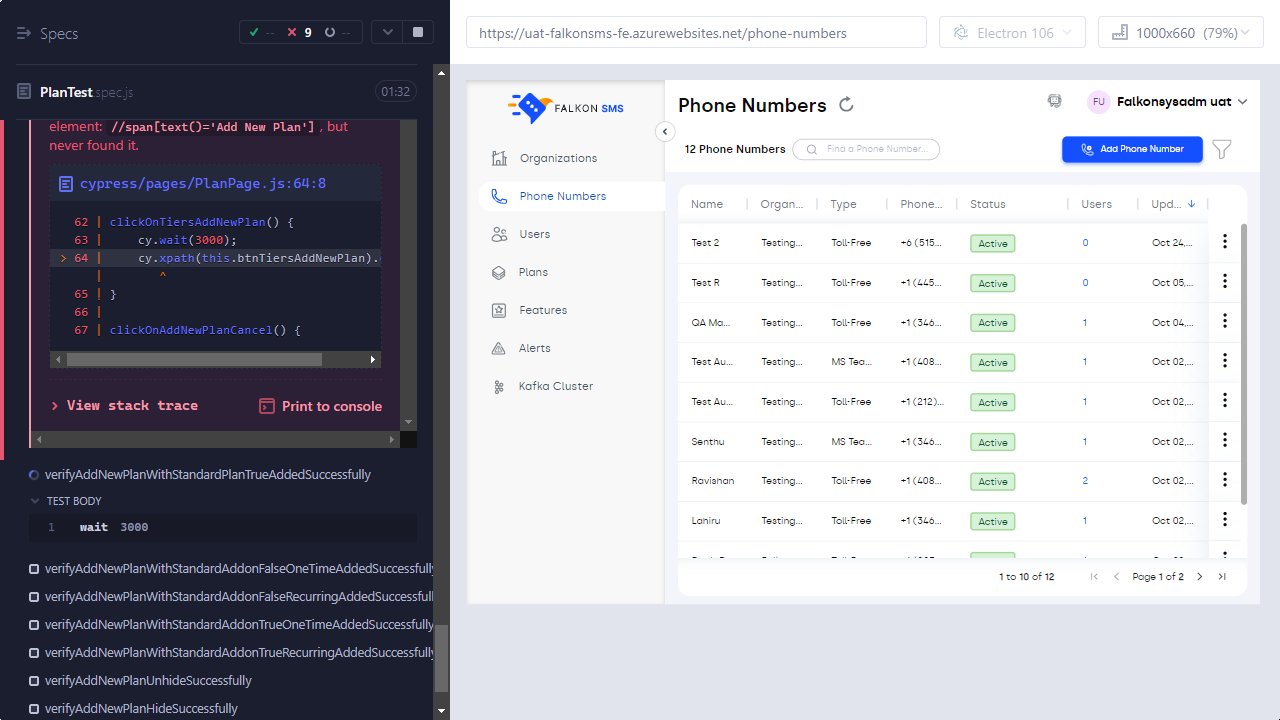 Specs
-- 9 --
PlanTest spec.js
01:32
element: //span[text()='Add New Plan'] , but
never found it.
cypress/pages/PlanPage.js:64:8
62 | clickOnTiersAddNewPlan() {
63 | cy.wait(3000);
> 64 | cy.xpath(this.btnTiersAddNewPlan).
| ^
65 | }
66 |
67 | clickOnAddNewPlanCancel() {
View stack trace
Print to console
verifyAddNewPlanWithStandardPlanTrueAddedSuccessfully
TEST BODY
1 wait 3000
verifyAddNewPlanWithStandardAddonFalseOneTimeAddedSuccessfully
verifyAddNewPlanWithStandardAddonFalseRecurringAddedSuccessfull
verifyAddNewPlanWithStandardAddonTrueOneTimeAddedSuccessfully
verifyAddNewPlanWithStandardAddonTrueRecurringAddedSuccessfully
verifyAddNewPlanUnhideSuccessfully
verifyAddNewPlanHideSuccessfully
https://uat-falkonsms-fe.azurewebsites.net/phone-numbers
Electron 106
1000x660 (79%)
FALKON SMS
Organizations
Phone Numbers
Users
Plans
Features
Alerts
Kafka Cluster
Phone Numbers
FU Falkonsysadm uat
12 Phone Numbers
Find a Phone Number...
Add Phone Number
Name Organ... Type Phone... Status Users Upd...
Test 2 Testing... Toll-Free +6 (515... Active 0 Oct 24,...
Test R Testing... Toll-Free +1 (445... Active 0 Oct 05,...
QA Ma... Testing... Toll-Free +1 (346... Active 1 Oct 04,...
Test Au... Testing... MS Tea... +1 (408... Active 1 Oct 02,...
Test Au... Testing... Toll-Free +1 (212)... Active 1 Oct 02,...
Senthu Testing... MS Tea... +1 (346... Active 1 Oct 02,...
Ravishan Testing... Toll-Free +1 (408... Active 2 Oct 02,...
Lahiru Testing... Toll-Free +1 (346... Active 1 Oct 02,...
1 to 10 of 12
Page 1 of 2